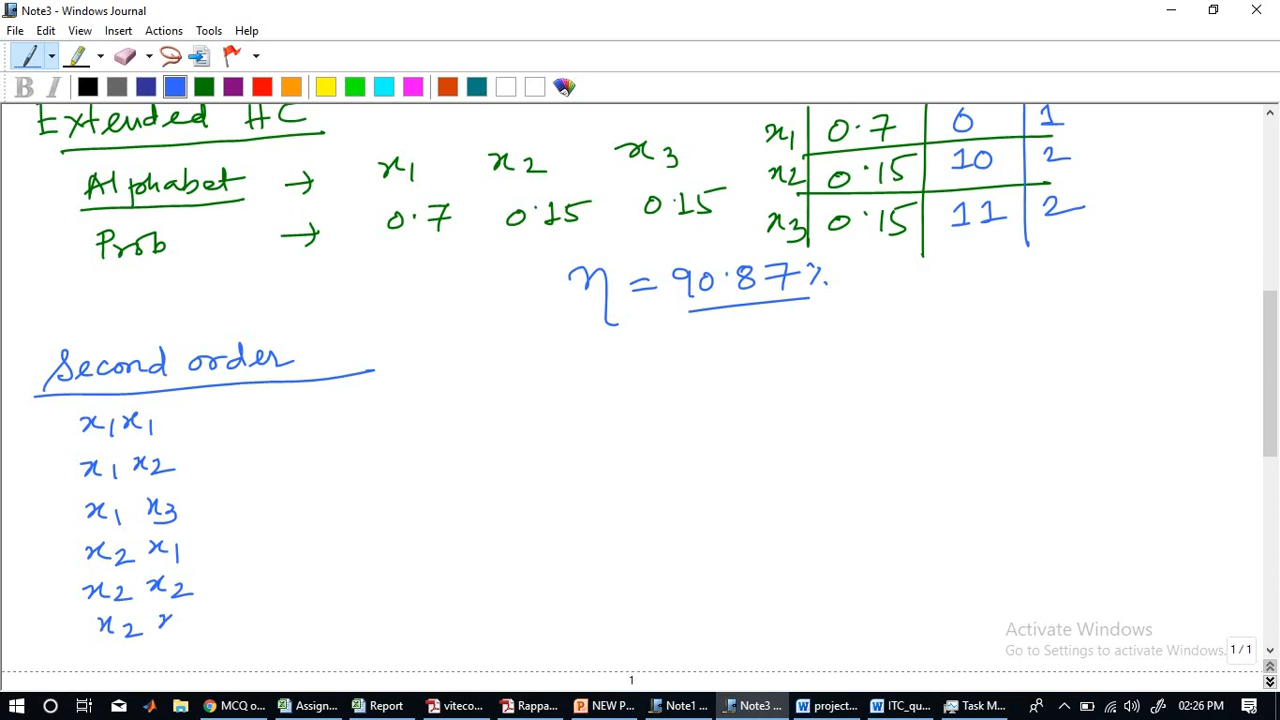 Note3 - Windows Journal
File Edit View Insert Actions Tools Help
B I
Extended HC
Alphabet → x1 x2 x3
Prob → 0.7 0.15 0.15
x1 0.7 0 1
x2 0.15 10 2
x3 0.15 11 2
η = 90.87%
Second order
x1 x1
x1 x2
x1 x3
x2 x1
x2 x2
x2 x
Activate Windows
Go to Settings to activate Windows.
1 / 1
1
MCQ o... Assign... Report viteco... Rappa... NEW P... Note1 ... Note3 ... project... ITC_qu... Task M... 02:26 PM